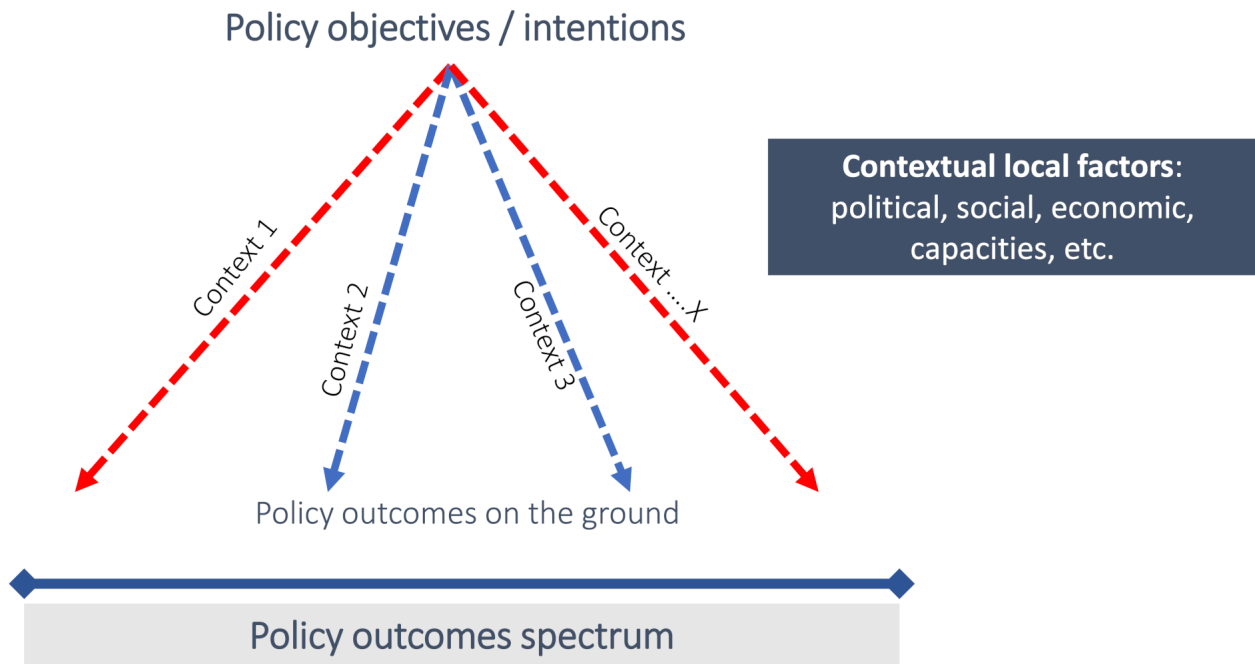 Policy objectives / intentions
Contextual local factors:
political, social, economic,
capacities, etc.
Context 1
Context 2
Context 3
Context .....X
Policy outcomes on the ground
Policy outcomes spectrum